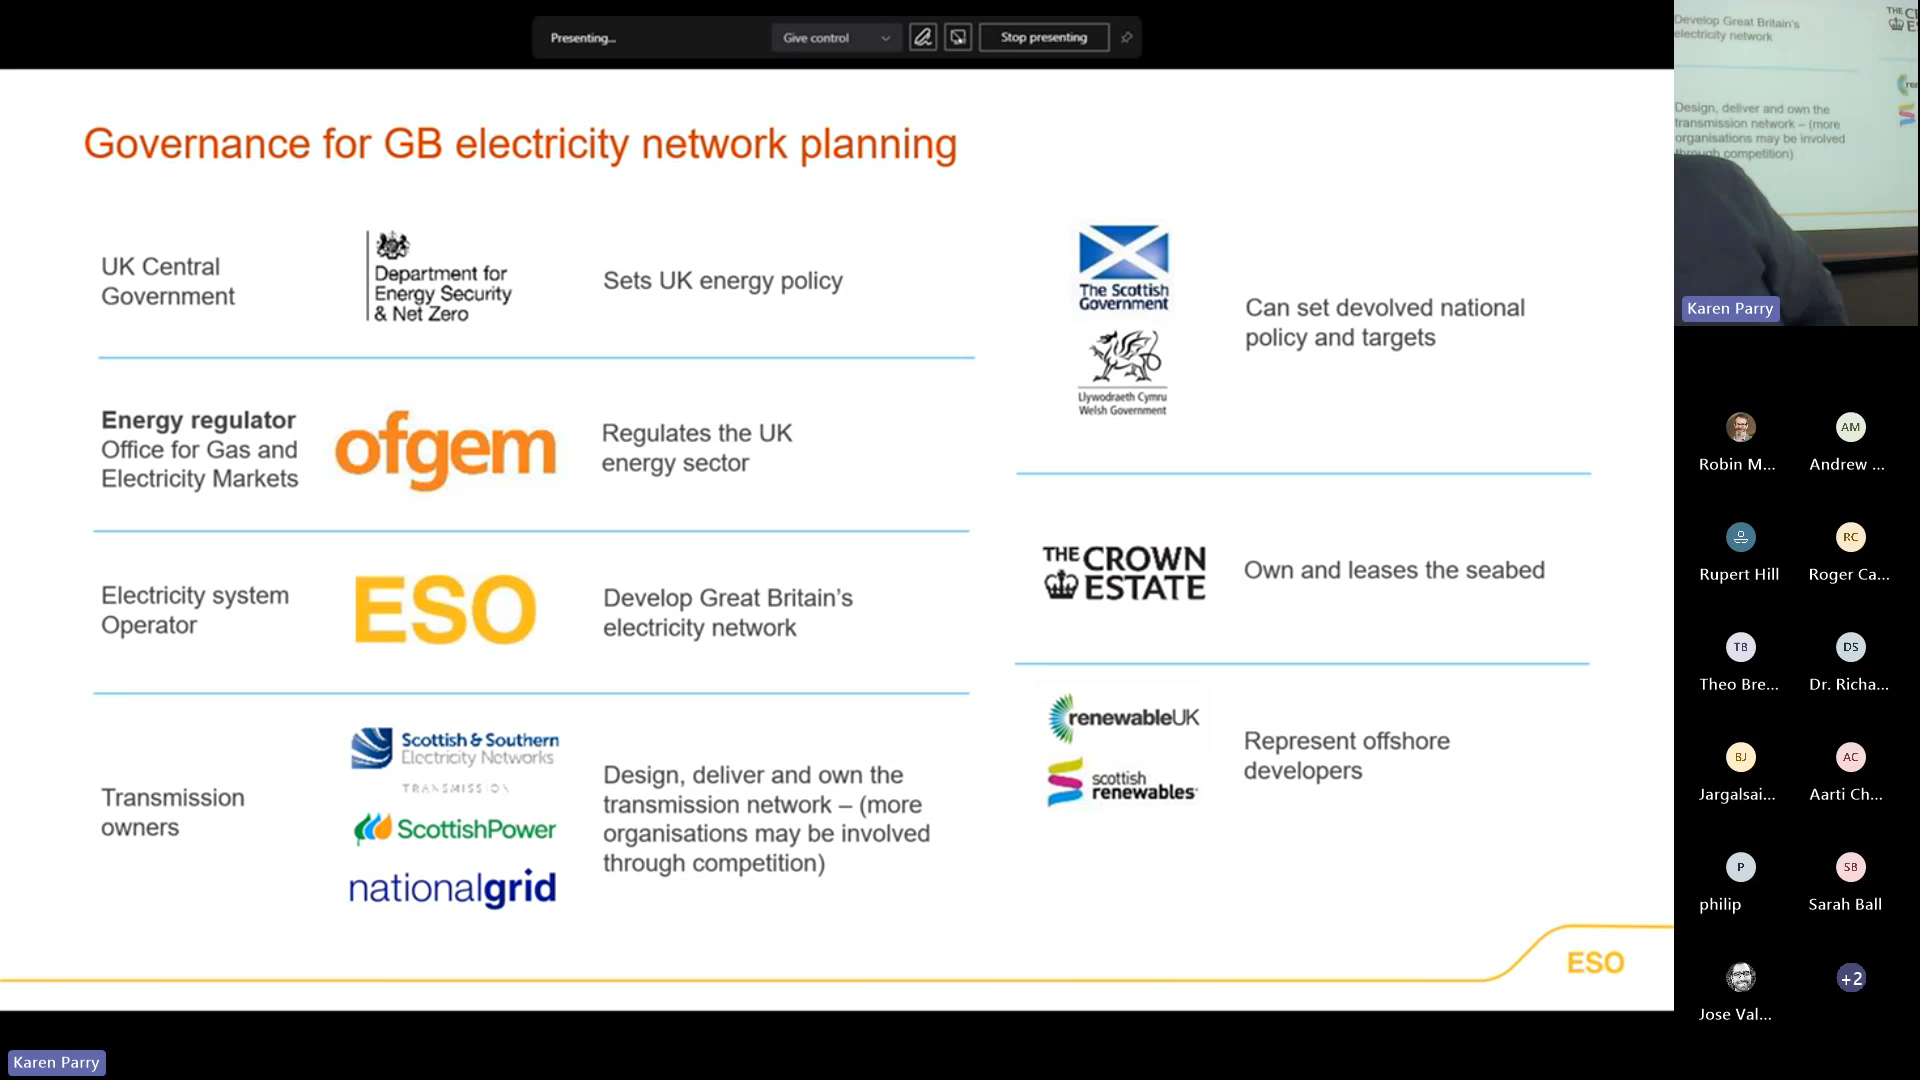 Presenting...
Give control
Stop presenting
Governance for GB electricity network planning
UK Central
Government
Department for
Energy Security
& Net Zero
Sets UK energy policy
Energy regulator
Office for Gas and
Electricity Markets
ofgem
Regulates the UK
energy sector
Electricity system
Operator
ESO
Develop Great Britain's
electricity network
Transmission
owners
Scottish & Southern
Electricity Networks
TRANSMISSION
ScottishPower
nationalgrid
Design, deliver and own the
transmission network – (more
organisations may be involved
through competition)
The Scottish
Government
Llywodraeth Cymru
Welsh Government
Can set devolved national
policy and targets
THE CROWN
ESTATE
Own and leases the seabed
renewableUK
scottish
renewables
Represent offshore
developers
ESO
Karen Parry
Develop Great Britain's
electricity network
Design, deliver and own the
transmission network – (more
organisations may be involved
through competition)
Karen Parry
Robin M...
AM
Andrew ...
Rupert Hill
RC
Roger Ca...
TB
Theo Bre...
DS
Dr. Richa...
BJ
Jargalsai...
AC
Aarti Ch...
P
philip
SB
Sarah Ball
Jose Val...
+2